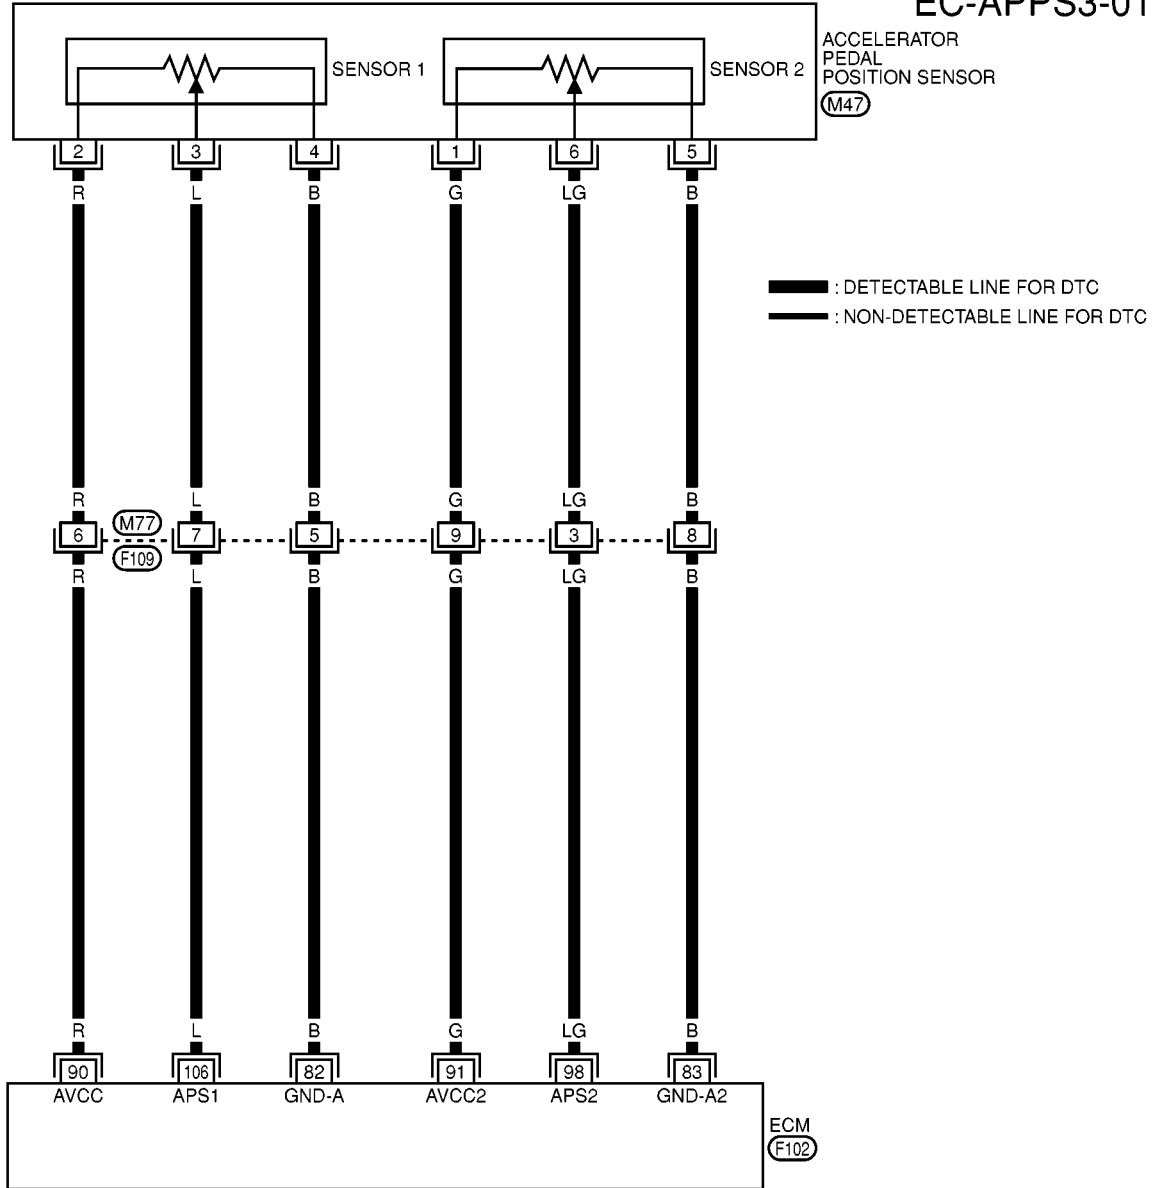 EC-APPS3-01
ACCELERATOR
PEDAL
POSITION SENSOR
M47
SENSOR 1
SENSOR 2
2 3 4 1 6 5
R L B G LG B
: DETECTABLE LINE FOR DTC
: NON-DETECTABLE LINE FOR DTC
R L B G LG B
M77
6 7 5 9 3 8
F109
R L B G LG B
R L B G LG B
90 106 82 91 98 83
AVCC APS1 GND-A AVCC2 APS2 GND-A2
ECM
F102